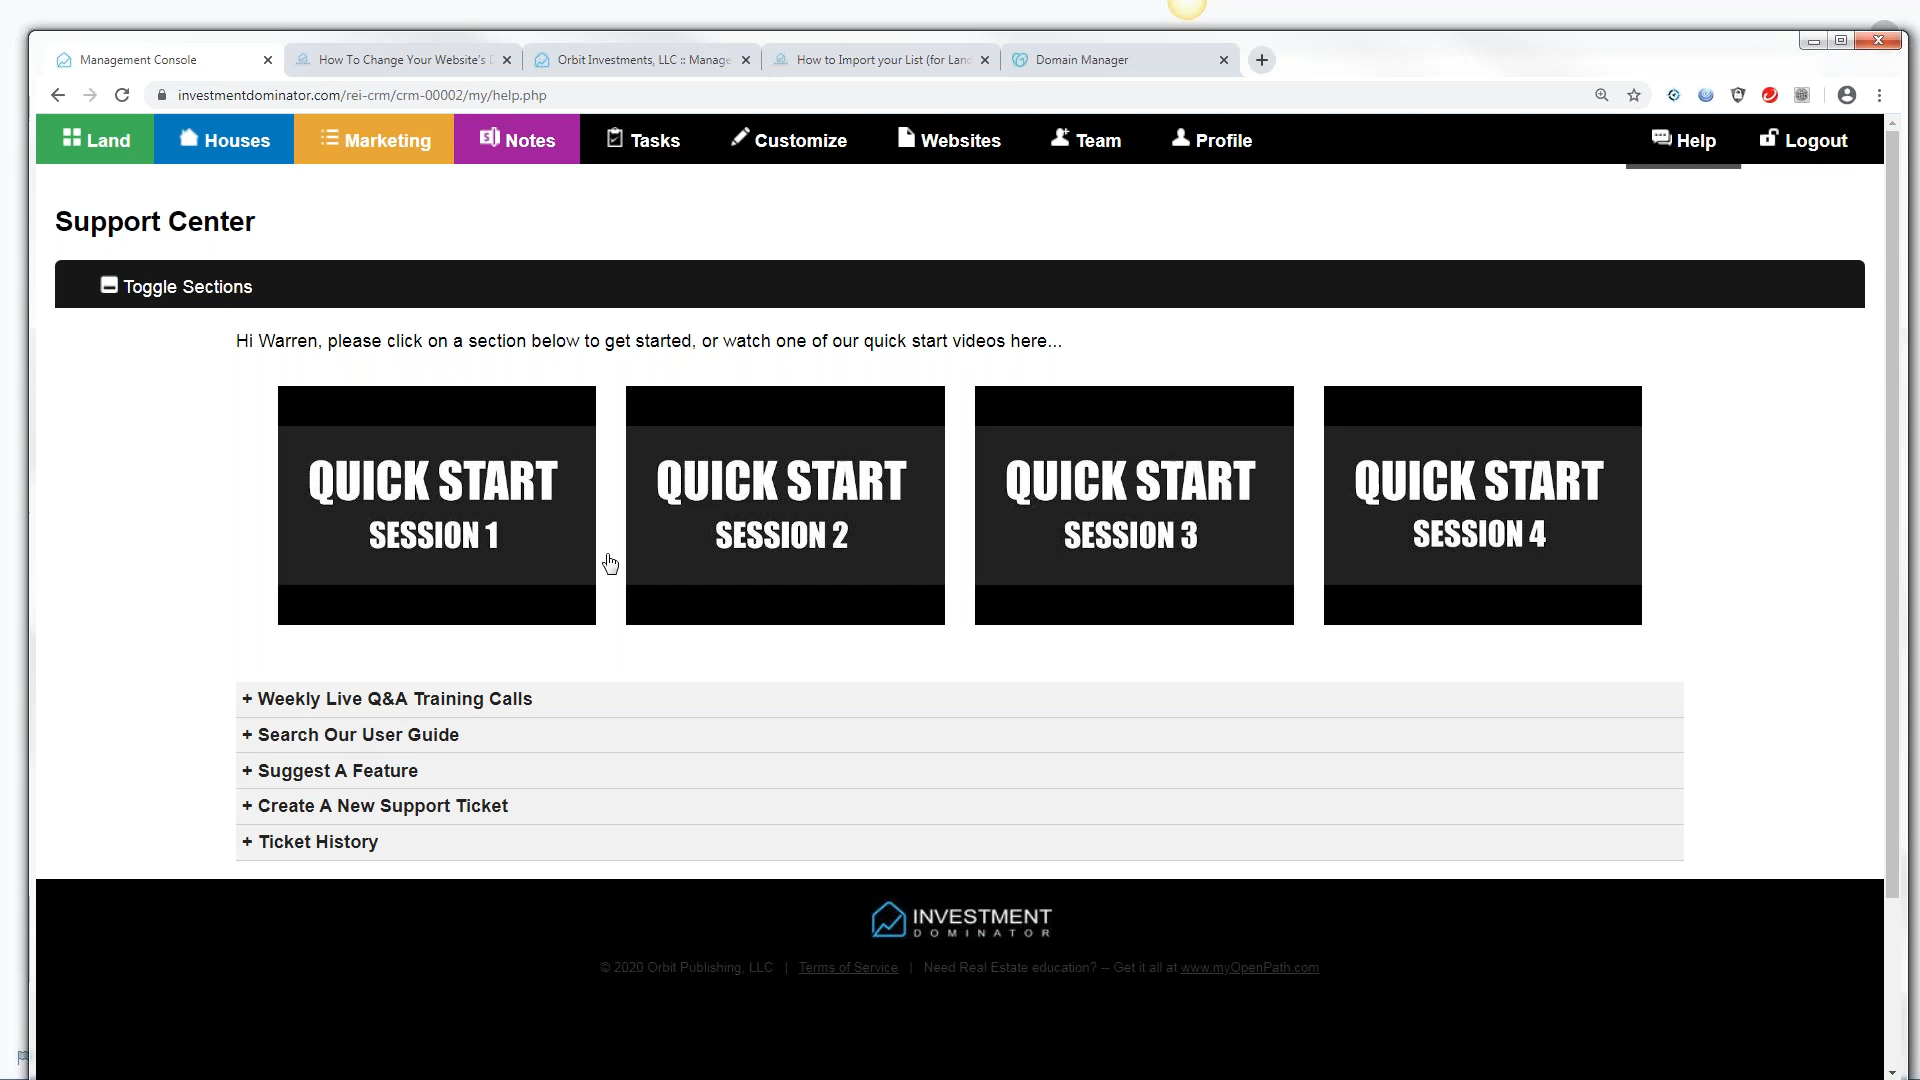 Management Console
How To Change Your Website's D
Orbit Investments, LLC :: Manage
How to Import your List (for Land
Domain Manager
investmentdominator.com/rei-crm/crm-00002/my/help.php
Land
Houses
Marketing
Notes
Tasks
Customize
Websites
Team
Profile
Help
Logout
Support Center
Toggle Sections
Hi Warren, please click on a section below to get started, or watch one of our quick start videos here...
QUICK START
SESSION 1
QUICK START
SESSION 2
QUICK START
SESSION 3
QUICK START
SESSION 4
+ Weekly Live Q&A Training Calls
+ Search Our User Guide
+ Suggest A Feature
+ Create A New Support Ticket
+ Ticket History
INVESTMENT
DOMINATOR
© 2020 Orbit Publishing, LLC | Terms of Service | Need Real Estate education? -- Get it all at www.myOpenPath.com